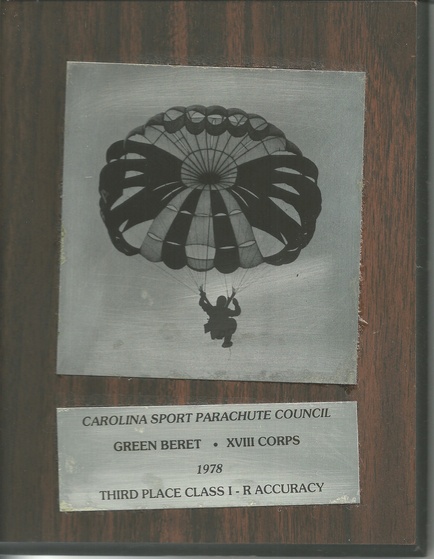 CAROLINA SPORT PARACHUTE COUNCIL
GREEN BERET • XVIII CORPS
1978
THIRD PLACE CLASS I - R ACCURACY